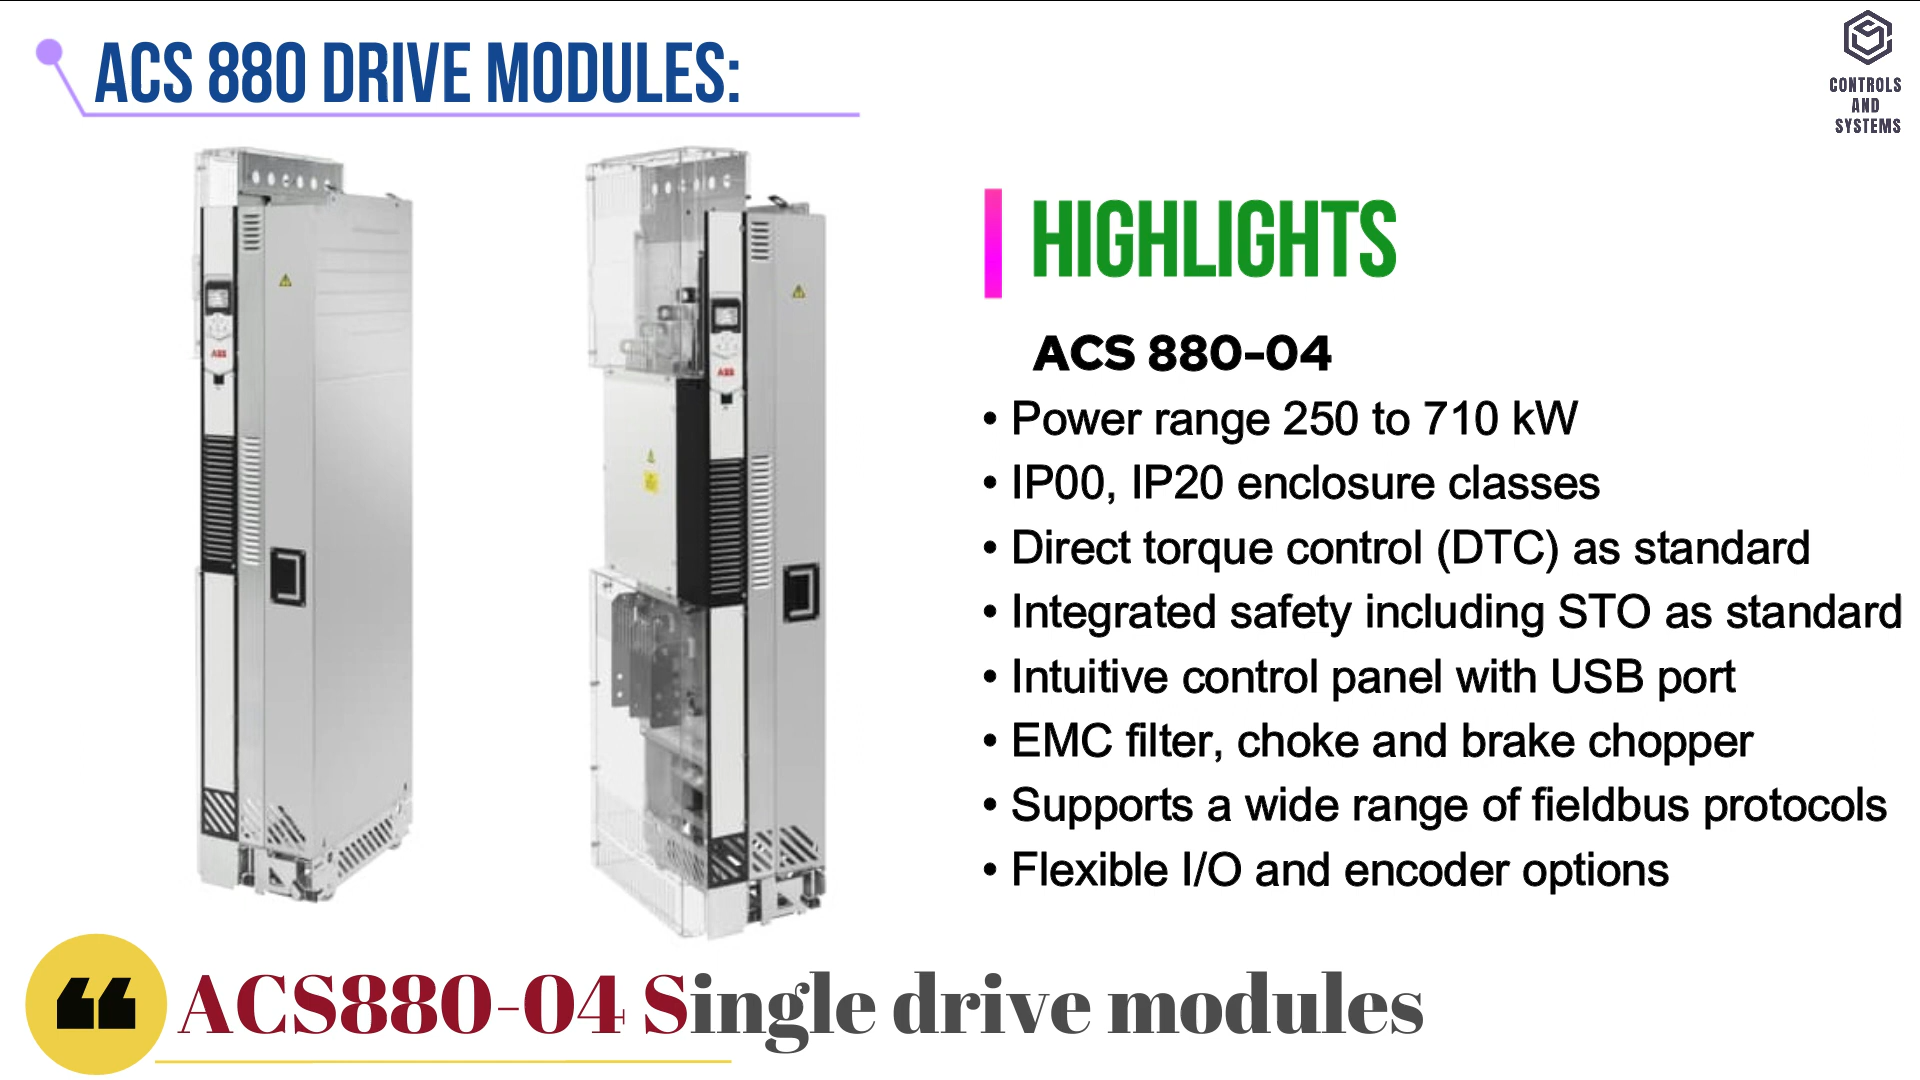 ACS 880 DRIVE MODULES:
CONTROLS
AND
SYSTEMS
HIGHLIGHTS
ACS 880-04
• Power range 250 to 710 kW
• IP00, IP20 enclosure classes
• Direct torque control (DTC) as standard
• Integrated safety including STO as standard
• Intuitive control panel with USB port
• EMC filter, choke and brake chopper
• Supports a wide range of fieldbus protocols
• Flexible I/O and encoder options
ABB
ABB
❝ ACS880-04 Single drive modules